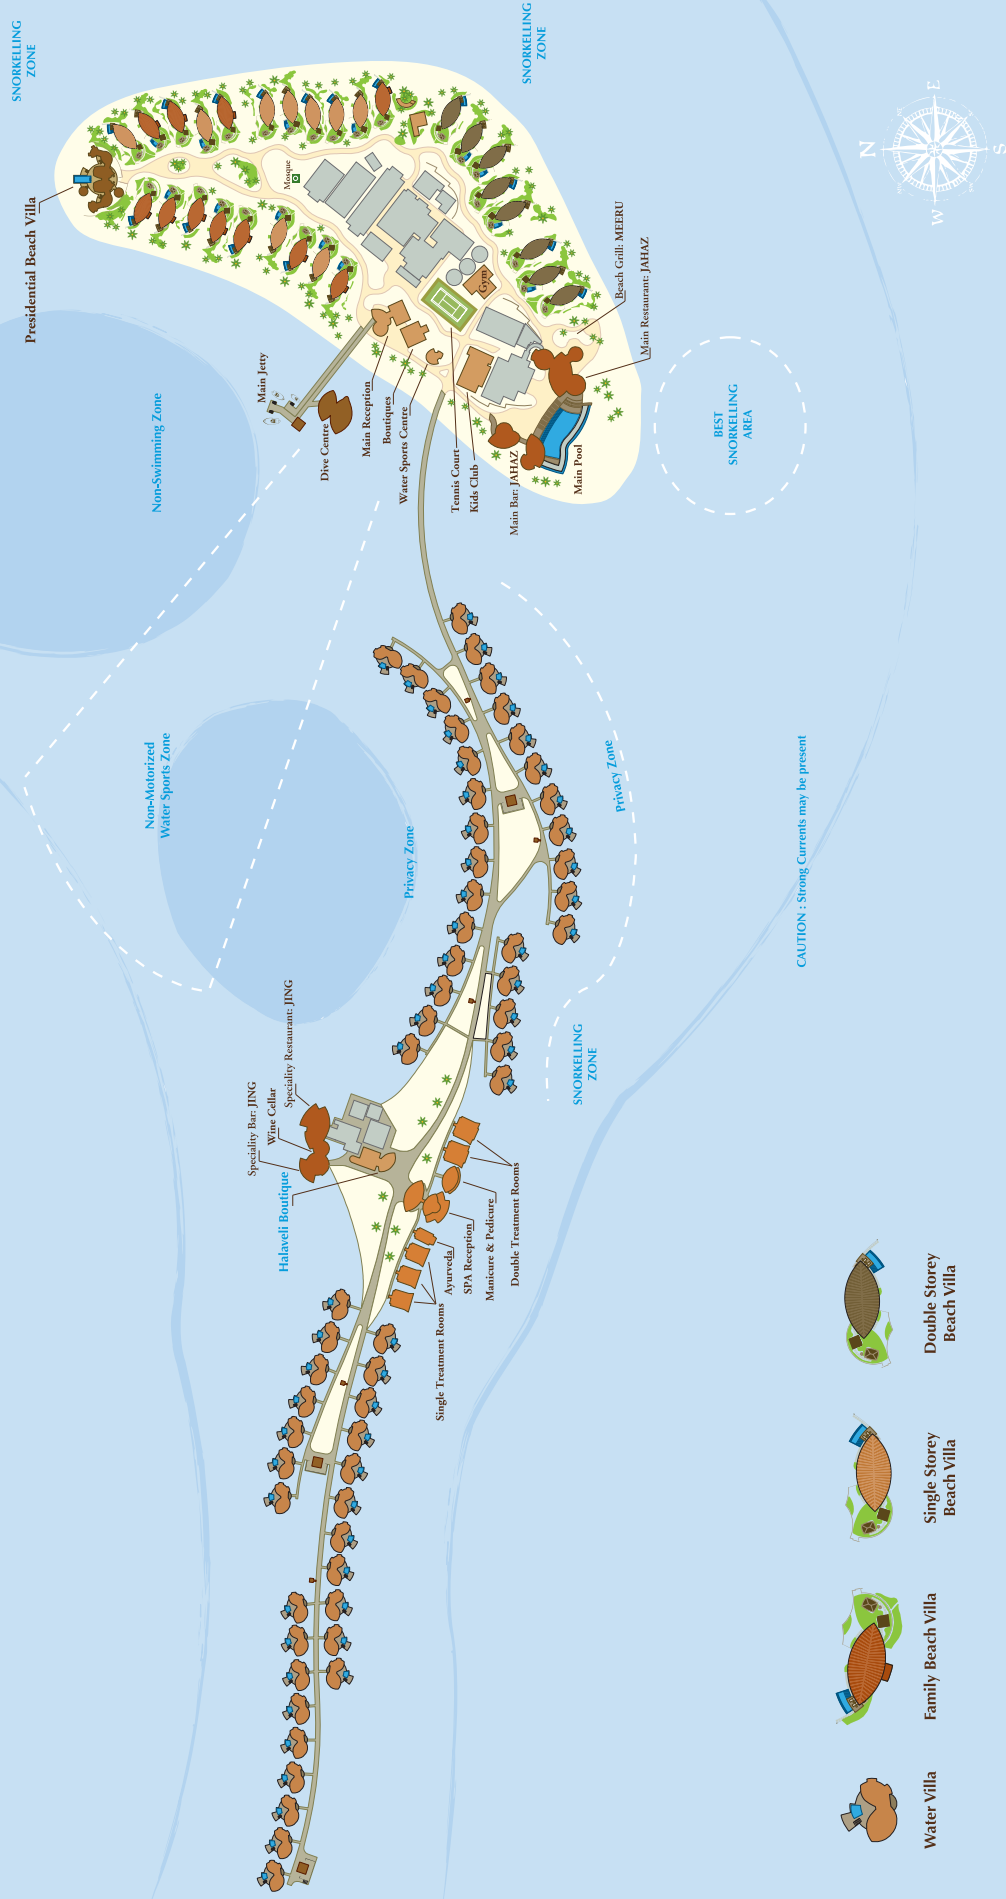 SNORKELLING
ZONE
SNORKELLING
ZONE
N
E
S
W
Presidential Beach Villa
Mosque
Gym
Beach Grill: MEERU
Main Restaurant: JAHAZ
Main Jetty
Dive Centre
Main Reception
Boutiques
Water Sports Centre
Tennis Court
Kids Club
Main Bar: JAHAZ
Main Pool
Non-Swimming Zone
BEST
SNORKELLING
AREA
Non-Motorized
Water Sports Zone
Privacy Zone
Privacy Zone
CAUTION : Strong Currents may be present
SNORKELLING
ZONE
Speciality Restaurant: JING
Speciality Bar: JING
Wine Cellar
Halaveli Boutique
Double Treatment Rooms
Manicure & Pedicure
SPA Reception
Ayurveda
Single Treatment Rooms
Water Villa
Family Beach Villa
Single Storey
Beach Villa
Double Storey
Beach Villa